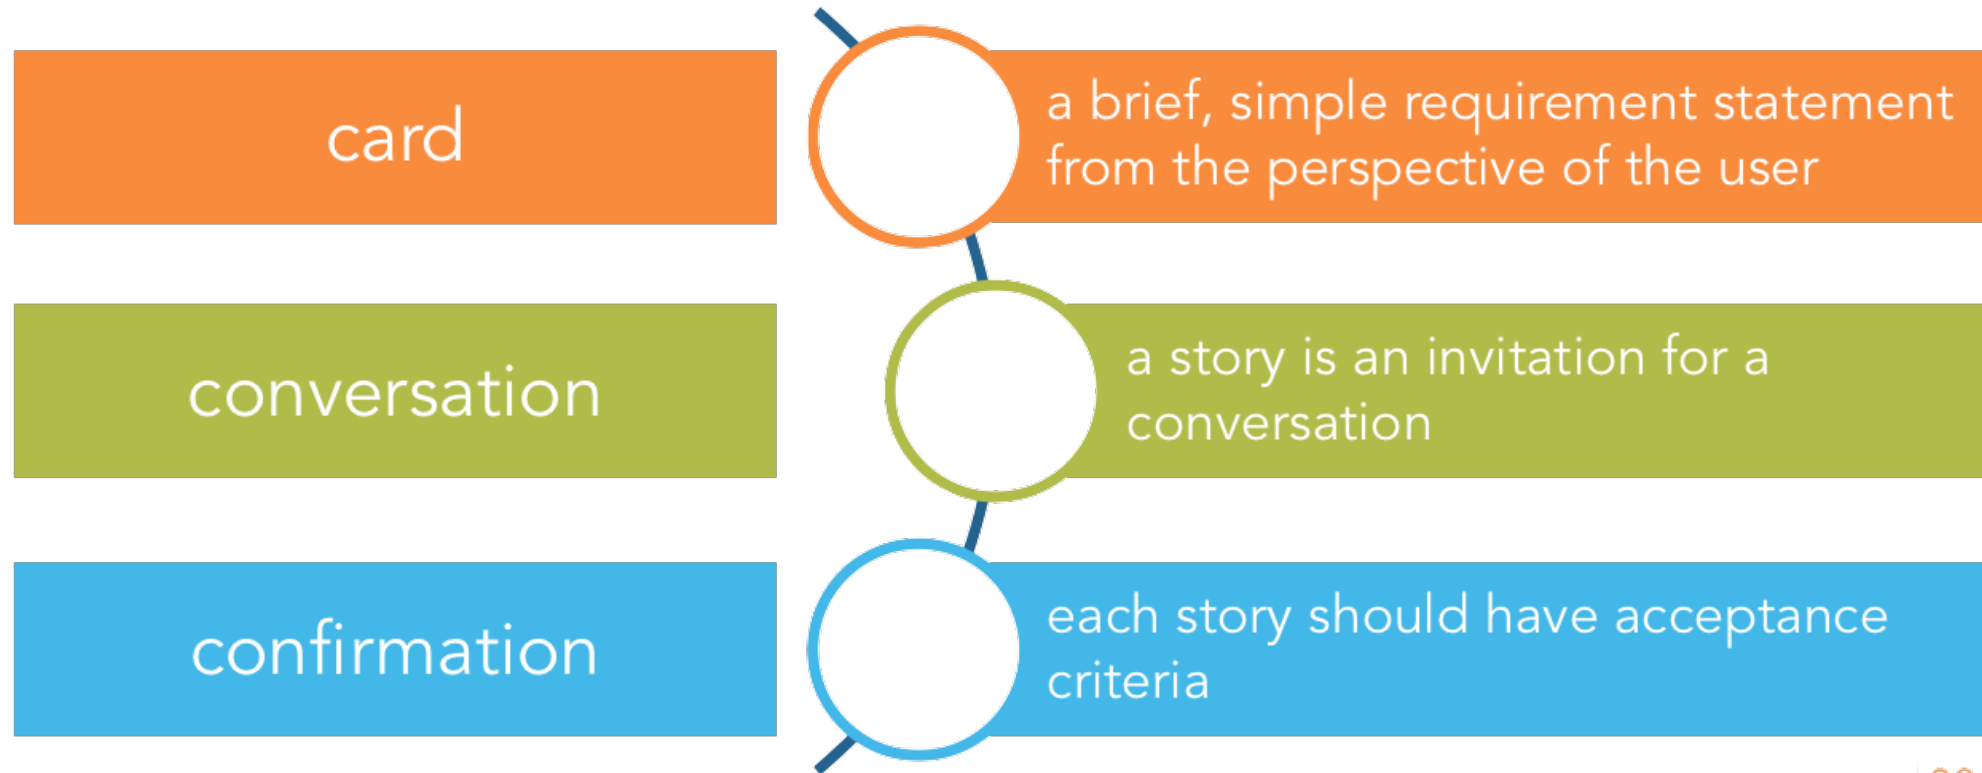 card
a brief, simple requirement statement
from the perspective of the user
conversation
a story is an invitation for a
conversation
confirmation
each story should have acceptance
criteria